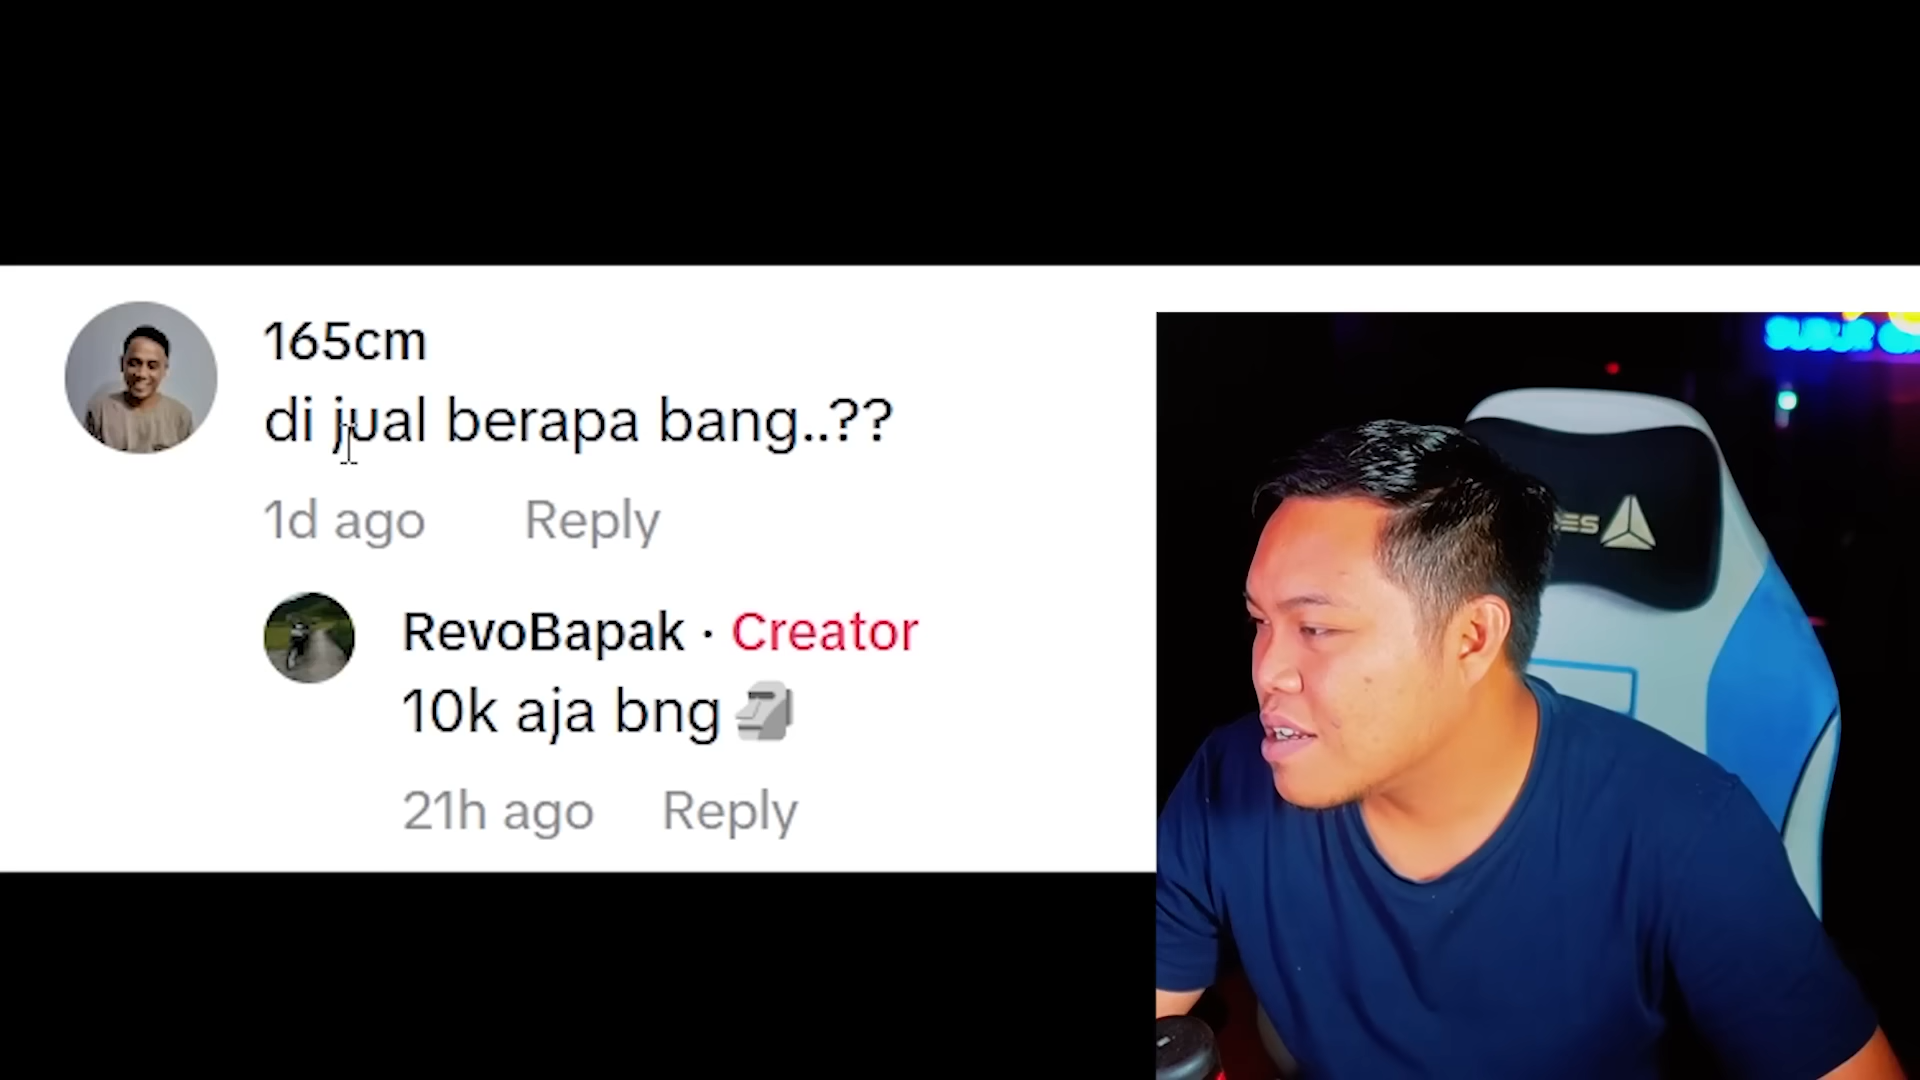 165cm
di jual berapa bang..??
1d ago Reply
RevoBapak · Creator
10k aja bng 🗿
21h ago Reply